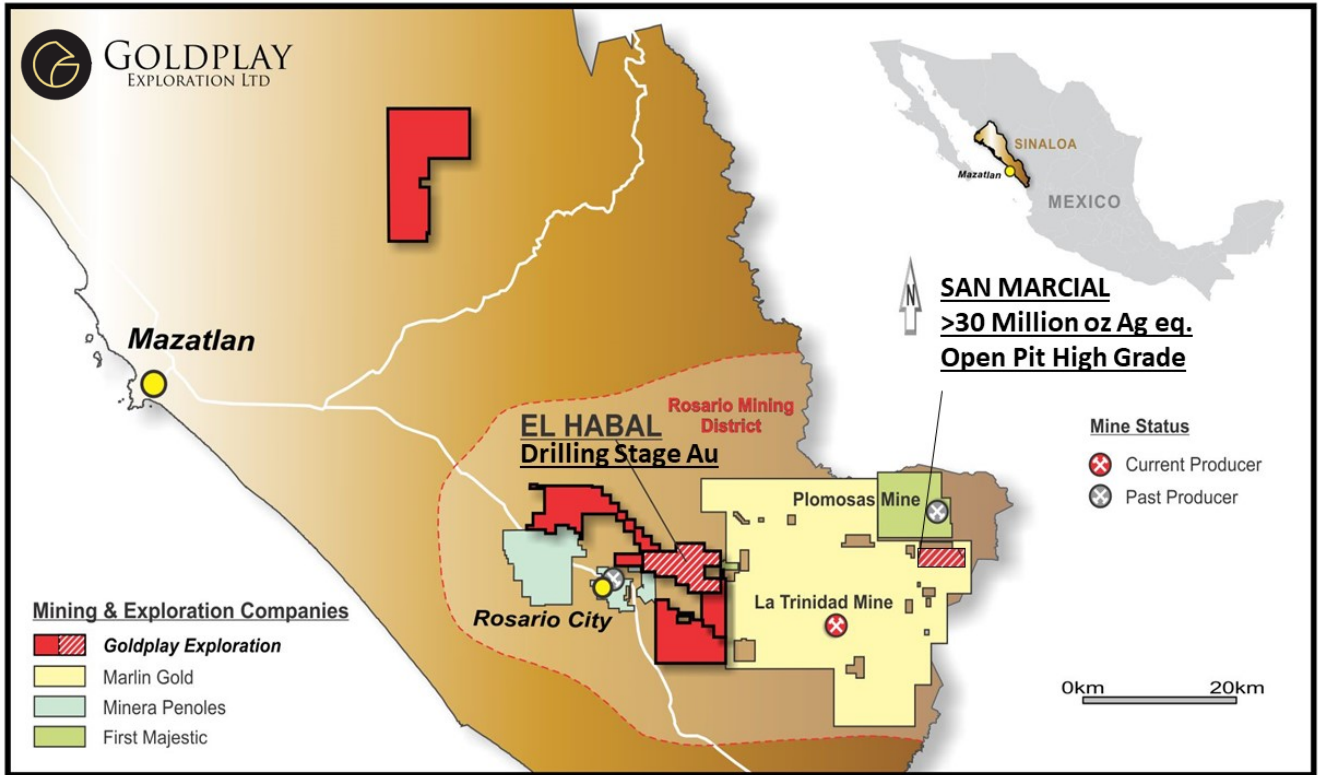 GOLDPLAY
EXPLORATION LTD
SINALOA
Mazatlan
MEXICO
N
SAN MARCIAL
>30 Million oz Ag eq.
Open Pit High Grade
Mazatlan
Rosario Mining
District
EL HABAL
Drilling Stage Au
Mine Status
Current Producer
Past Producer
Plomosas Mine
La Trinidad Mine
Rosario City
Mining & Exploration Companies
Goldplay Exploration
Marlin Gold
Minera Penoles
First Majestic
0km 20km